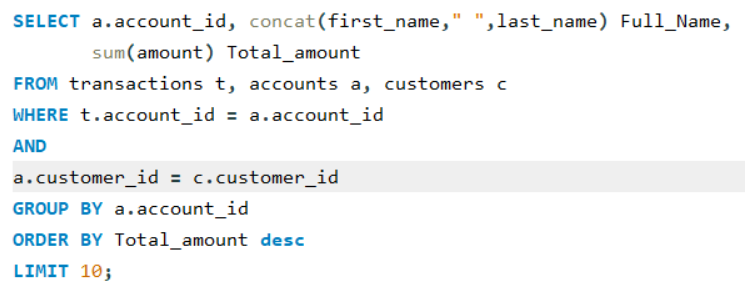 SELECT a.account_id, concat(first_name," ",last_name) Full_Name,
sum(amount) Total_amount
FROM transactions t, accounts a, customers c
WHERE t.account_id = a.account_id
AND
a.customer_id = c.customer_id
GROUP BY a.account_id
ORDER BY Total_amount desc
LIMIT 10;